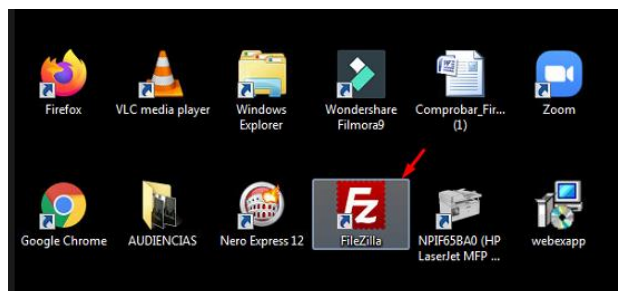 Firefox
VLC media player
Windows
Explorer
Wondershare
Filmora9
Comprobar_Fir...
(1)
Zoom
Google Chrome
AUDIENCIAS
Nero Express 12
Fz
FileZilla
NPIF65BA0 (HP
LaserJet MFP ...
webexapp